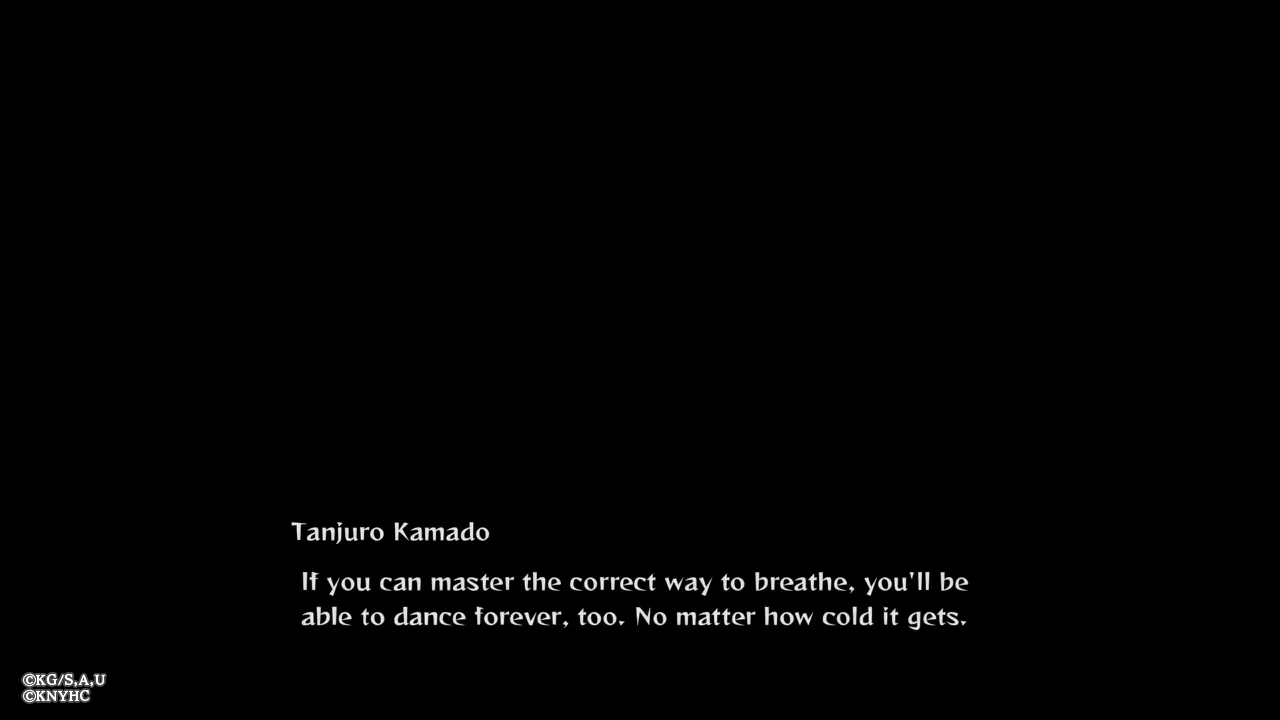 Tanjuro Kamado
If you can master the correct way to breathe, you'll be
able to dance forever, too. No matter how cold it gets.
©KG/S,A,U
©KNYHC